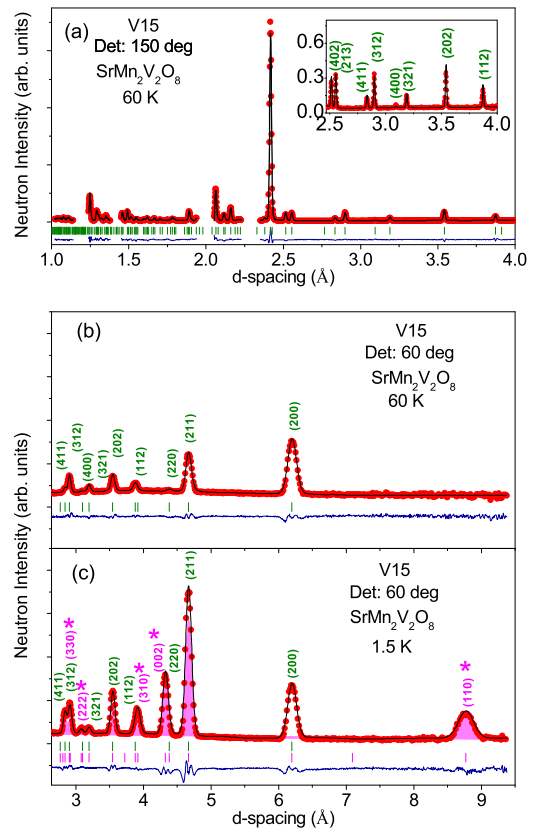 (a)
V15
Det: 150 deg
SrMn₂V₂O₈
60 K
Neutron Intensity (arb. units)
0.6
0.3
0.0
(402)
(213)
(411)
(312)
(400)
(321)
(202)
(112)
2.5 3.0 3.5 4.0
1.0 1.5 2.0 2.5 3.0 3.5 4.0
d-spacing (Å)
(b)
V15
Det: 60 deg
SrMn₂V₂O₈
60 K
Neutron Intensity (arb. units)
(411)
(312)
(400)
(321)
(202)
(112)
(220)
(211)
(200)
(c)
V15
Det: 60 deg
SrMn₂V₂O₈
1.5 K
(411)
* (330)
(312)
* (222)
(321)
(202)
(112)
* (310)
* (002)
(220)
(211)
(200)
* (110)
3 4 5 6 7 8 9
d-spacing (Å)